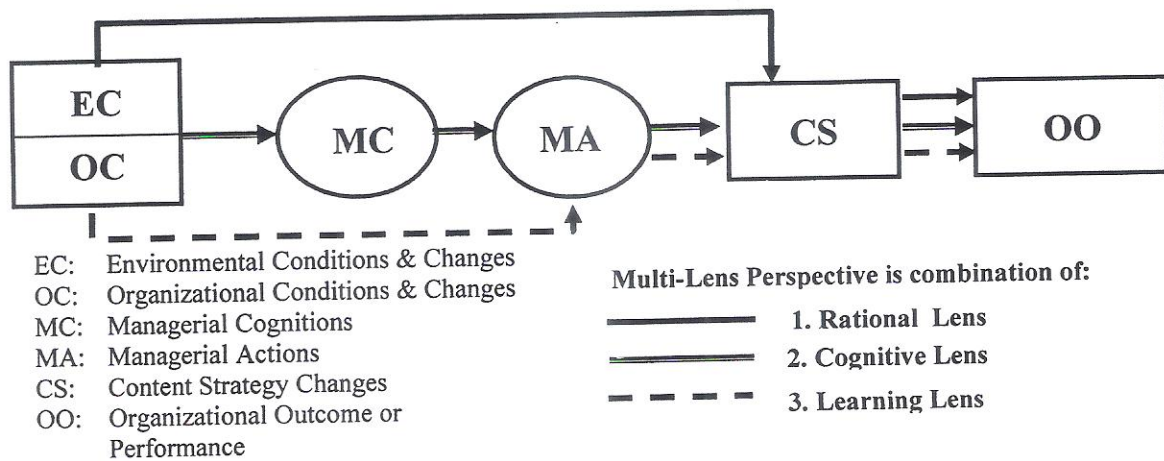 EC
OC
MC
MA
CS
OO
EC: Environmental Conditions & Changes
OC: Organizational Conditions & Changes
MC: Managerial Cognitions
MA: Managerial Actions
CS: Content Strategy Changes
OO: Organizational Outcome or
Performance
Multi-Lens Perspective is combination of:
1. Rational Lens
2. Cognitive Lens
3. Learning Lens